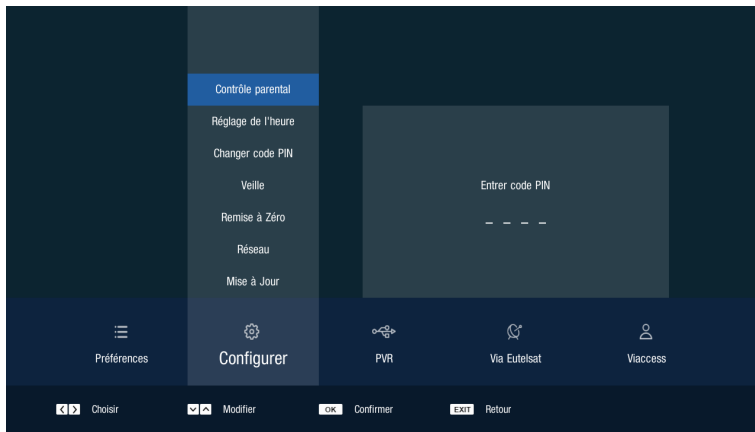 Contrôle parental
Réglage de l'heure
Changer code PIN
Veille
Remise à Zéro
Réseau
Mise à Jour
Entrer code PIN
_ _ _ _
Préférences
Configurer
PVR
Via Eutelsat
Viaccess
Choisir
Modifier
OK Confirmer
EXIT Retour